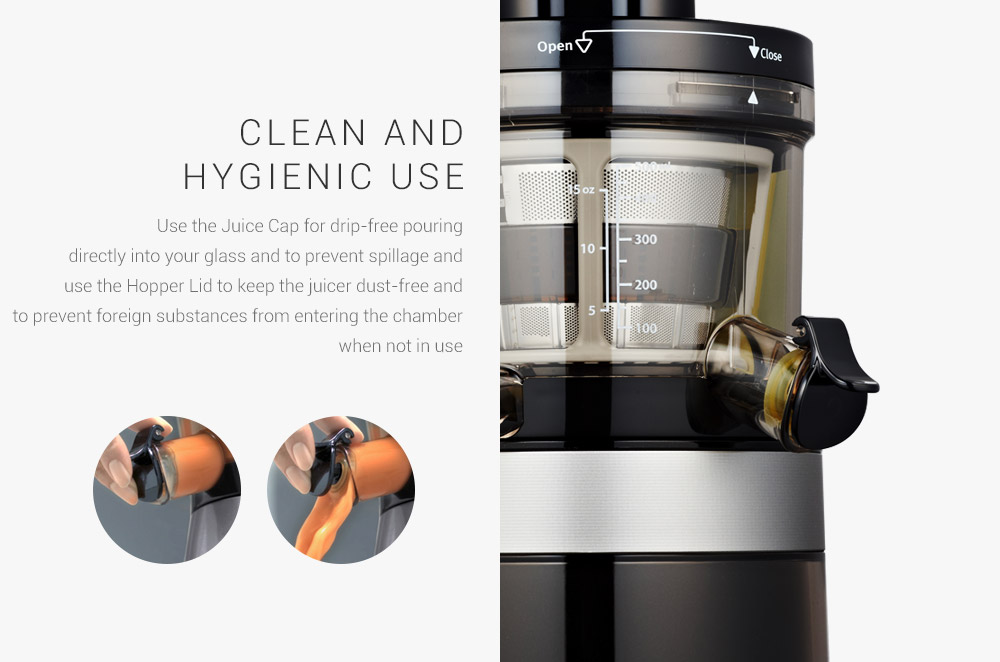 CLEAN AND
HYGIENIC USE
Use the Juice Cap for drip-free pouring
directly into your glass and to prevent spillage and
use the Hopper Lid to keep the juicer dust-free and
to prevent foreign substances from entering the chamber
when not in use
Open
Close
oz
300
10
200
5
100